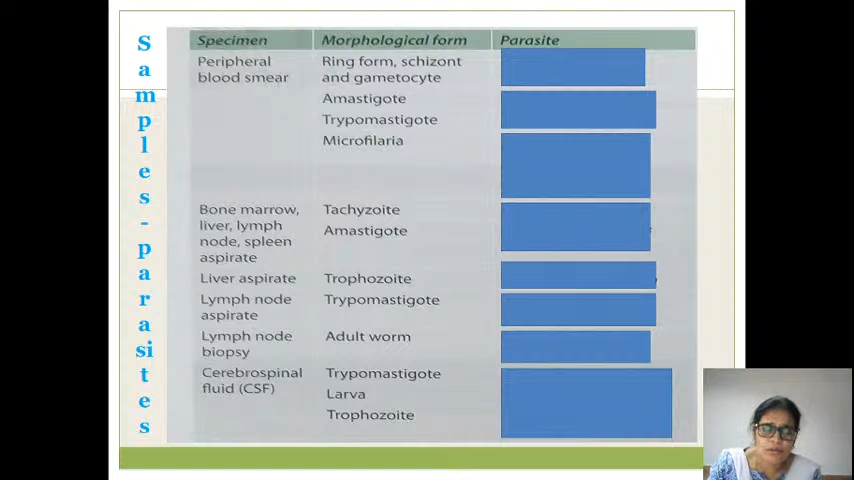 Samples-parasites
Specimen Morphological form Parasite
Peripheral Ring form, schizont
blood smear and gametocyte
Amastigote
Trypomastigote
Microfilaria
Bone marrow, Tachyzoite
liver, lymph Amastigote
node, spleen
aspirate
Liver aspirate Trophozoite
Lymph node Trypomastigote
aspirate
Lymph node Adult worm
biopsy
Cerebrospinal Trypomastigote
fluid (CSF) Larva
Trophozoite